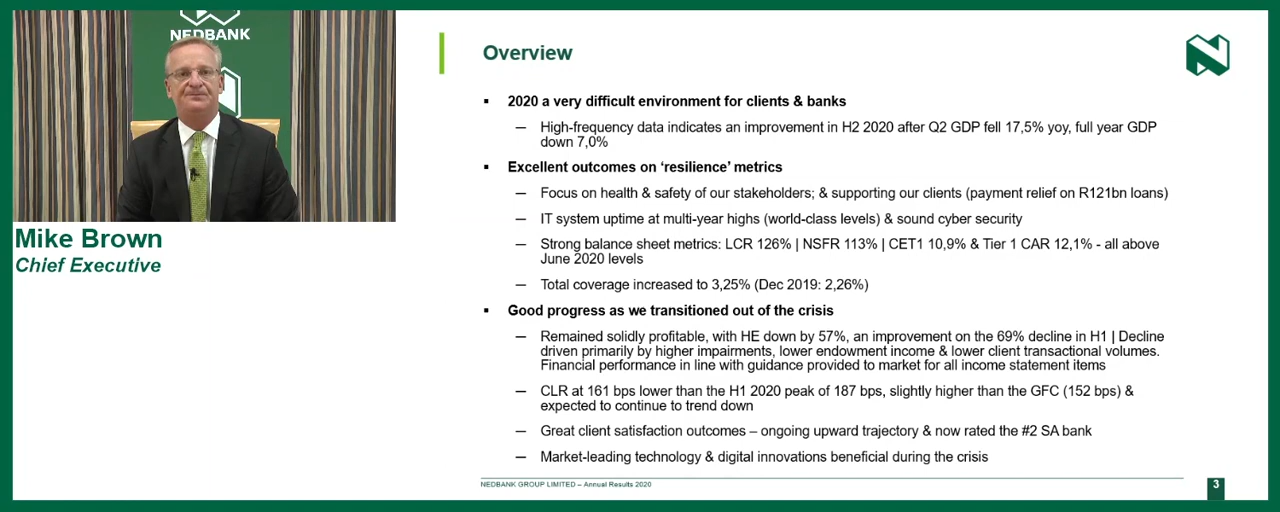 NEDBANK
Mike Brown
Chief Executive
Overview
▪ 2020 a very difficult environment for clients & banks
— High-frequency data indicates an improvement in H2 2020 after Q2 GDP fell 17,5% yoy, full year GDP
down 7,0%
▪ Excellent outcomes on ‘resilience’ metrics
— Focus on health & safety of our stakeholders; & supporting our clients (payment relief on R121bn loans)
— IT system uptime at multi-year highs (world-class levels) & sound cyber security
— Strong balance sheet metrics: LCR 126% | NSFR 113% | CET1 10,9% & Tier 1 CAR 12,1% - all above
June 2020 levels
— Total coverage increased to 3,25% (Dec 2019: 2,26%)
▪ Good progress as we transitioned out of the crisis
— Remained solidly profitable, with HE down by 57%, an improvement on the 69% decline in H1 | Decline
driven primarily by higher impairments, lower endowment income & lower client transactional volumes.
Financial performance in line with guidance provided to market for all income statement items
— CLR at 161 bps lower than the H1 2020 peak of 187 bps, slightly higher than the GFC (152 bps) &
expected to continue to trend down
— Great client satisfaction outcomes – ongoing upward trajectory & now rated the #2 SA bank
— Market-leading technology & digital innovations beneficial during the crisis
NEDBANK GROUP LIMITED – Annual Results 2020
3